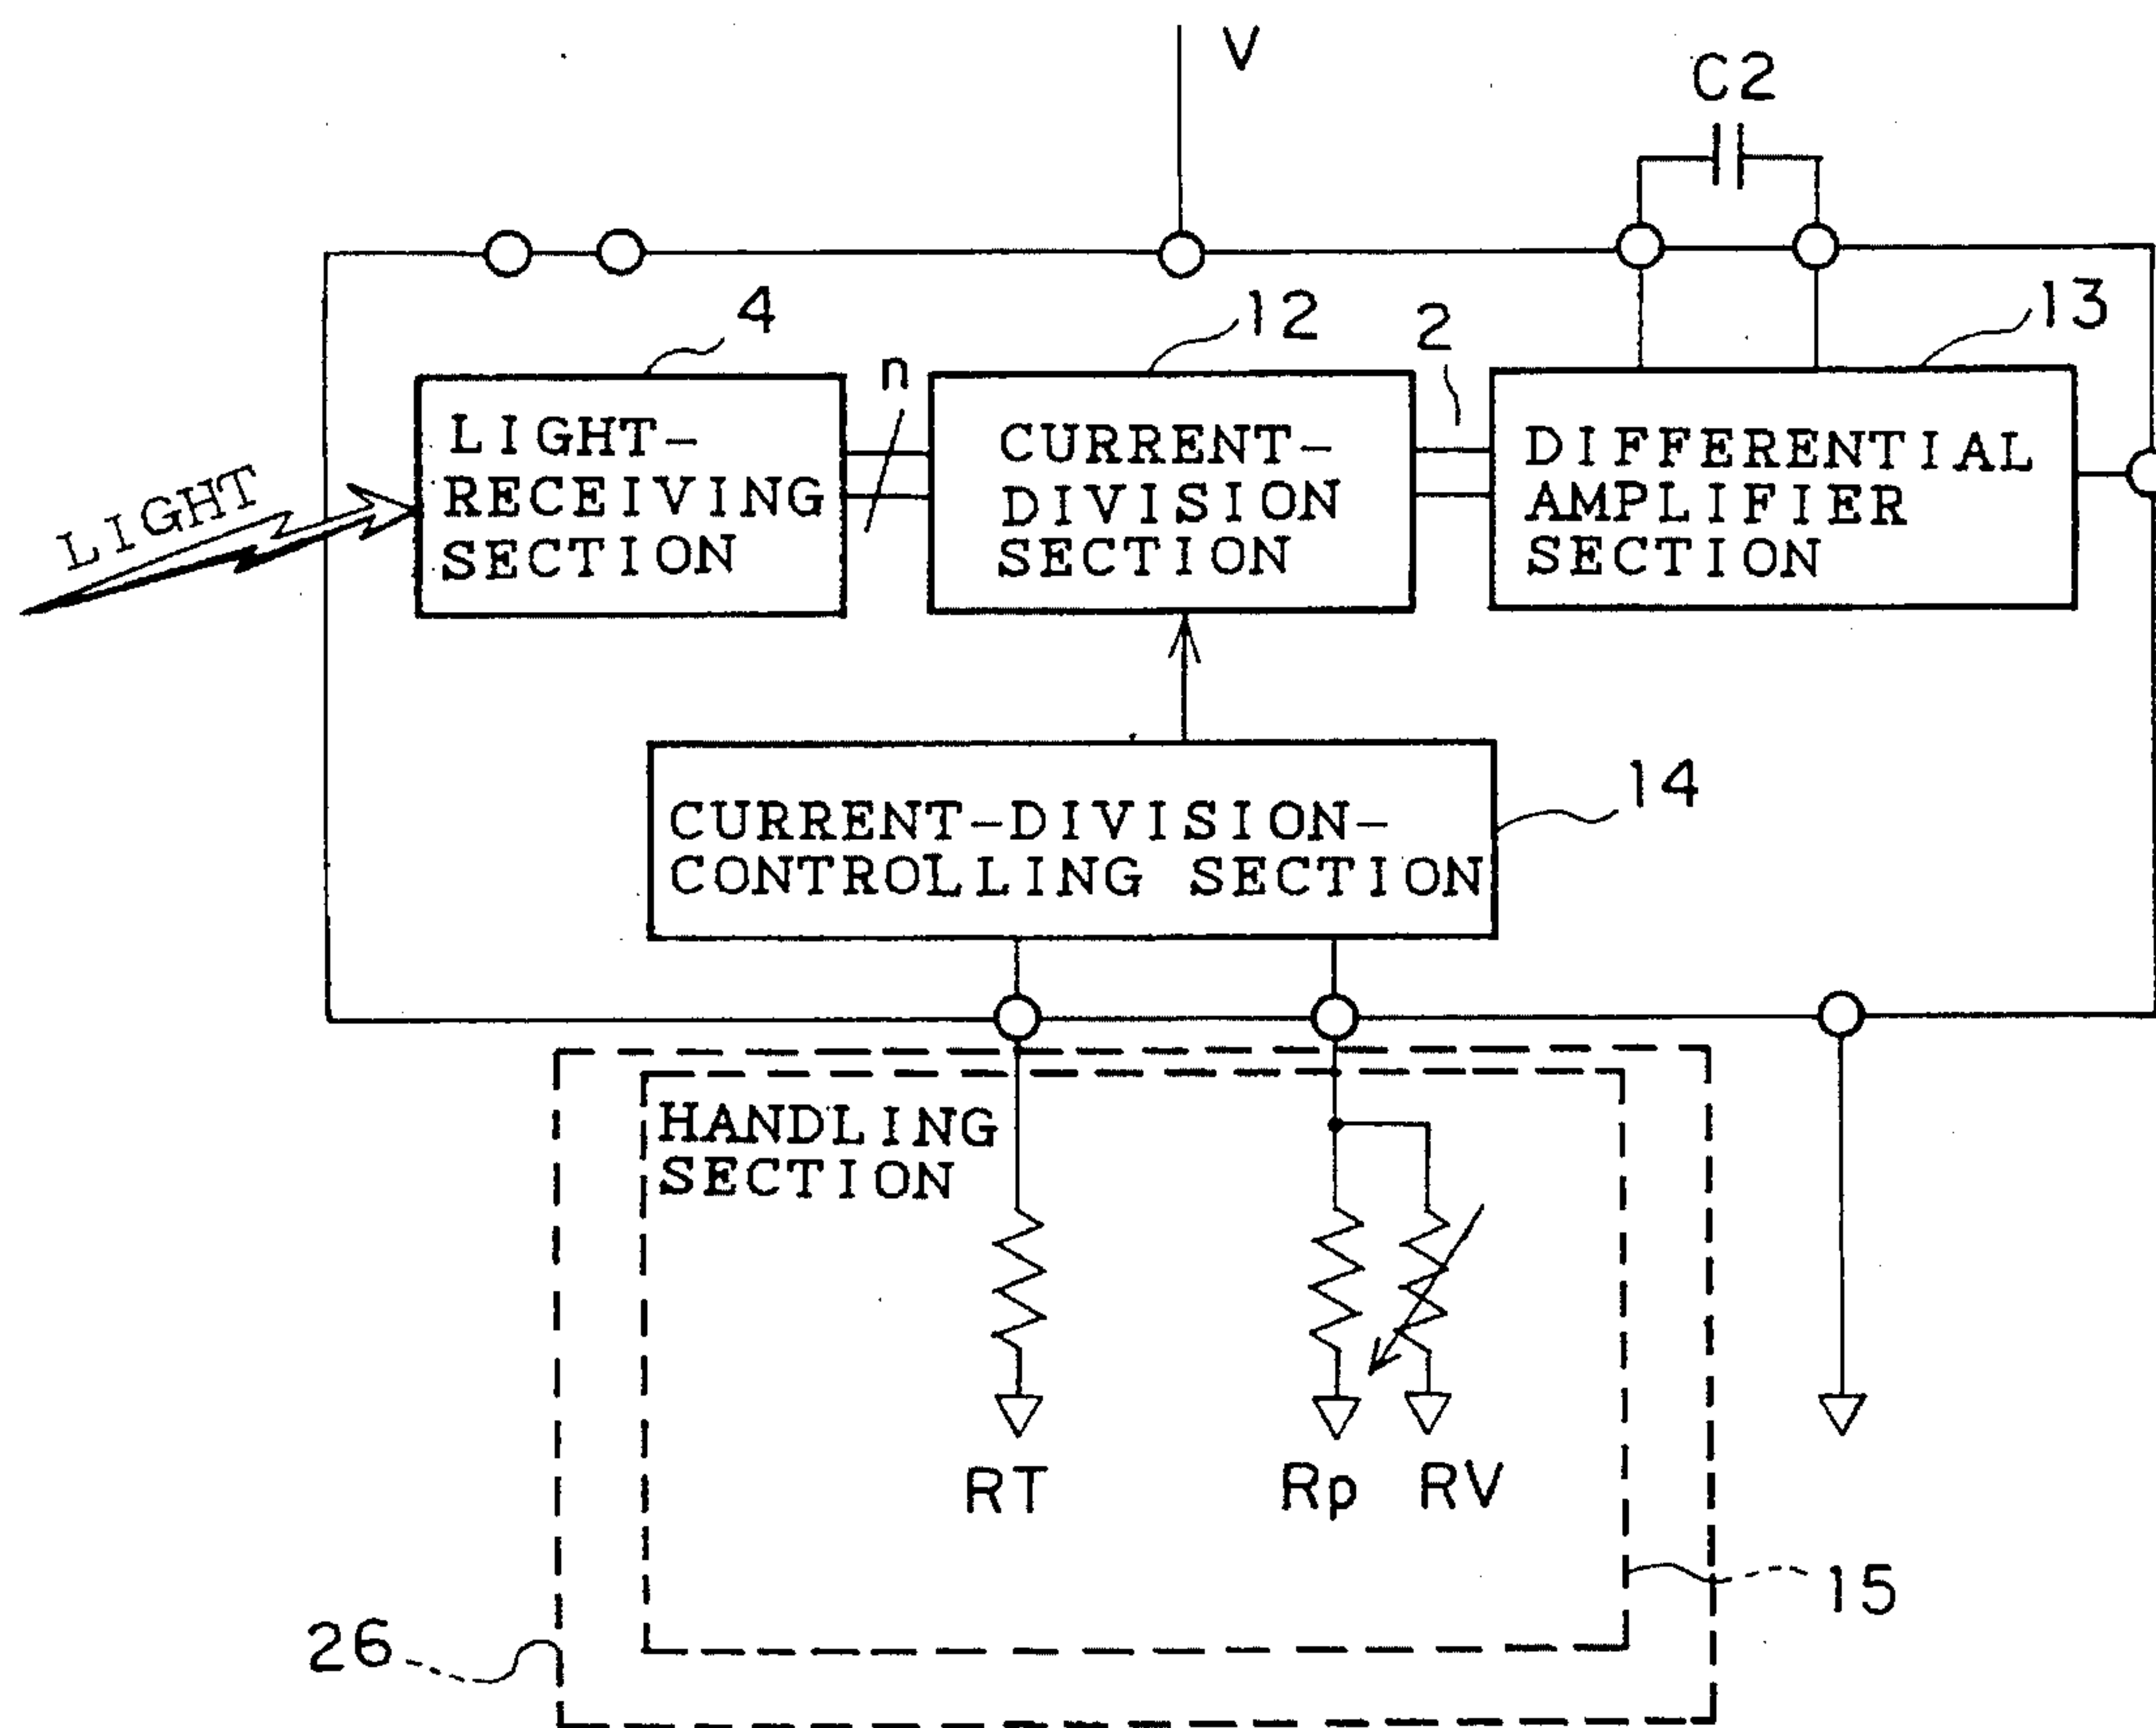 V
C2
4
12
2
13
n
LIGHT
LIGHT-
RECEIVING
SECTION
CURRENT-
DIVISION
SECTION
DIFFERENTIAL
AMPLIFIER
SECTION
14
CURRENT-DIVISION-
CONTROLLING SECTION
HANDLING
SECTION
RT
Rp
RV
15
26